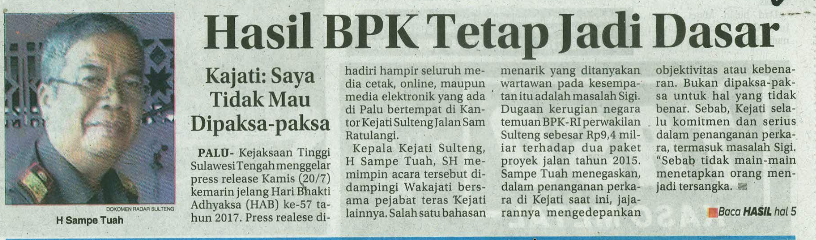 Hasil BPK Tetap Jadi Dasar
DOKUMEN RADAR SULTENG
H Sampe Tuah
Kajati: Saya
Tidak Mau
Dipaksa-paksa
PALU- Kejaksaan Tinggi
Sulawesi Tengah menggelar
press release Kamis (20/7)
kemarin jelang Hari Bhakti
Adhyaksa (HAB) ke-57 ta-
hun 2017. Press realese di-
hadiri hampir seluruh me-
dia cetak, online, maupun
media elektronik yang ada
di Palu bertempat di Kan-
tor Kejati Sulteng Jalan Sam
Ratulangi.
Kepala Kejati Sulteng,
H Sampe Tuah, SH me-
mimpin acara tersebut di-
dampingi Wakajati bers-
ama pejabat teras Kejati
lainnya. Salah satu bahasan
menarik yang ditanyakan
wartawan pada kesempa-
tan itu adalah masalah Sigi.
Dugaan kerugian negara
temuan BPK-RI perwakilan
Sulteng sebesar Rp9,4 mil-
iar terhadap dua paket
proyek jalan tahun 2015.
Sampe Tuah menegaskan,
dalam penanganan perka-
ra di Kejati saat ini, jaja-
rannya mengedepankan
objektivitas atau kebena-
ran. Bukan dipaksa-pak-
sa untuk hal yang tidak
benar. Sebab, Kejati sela-
lu komitmen dan serius
dalam penanganan perka-
ra, termasuk masalah Sigi.
"Sebab tidak main-main
menetapkan orang men-
jadi tersangka.
Baca HASIL hal 5